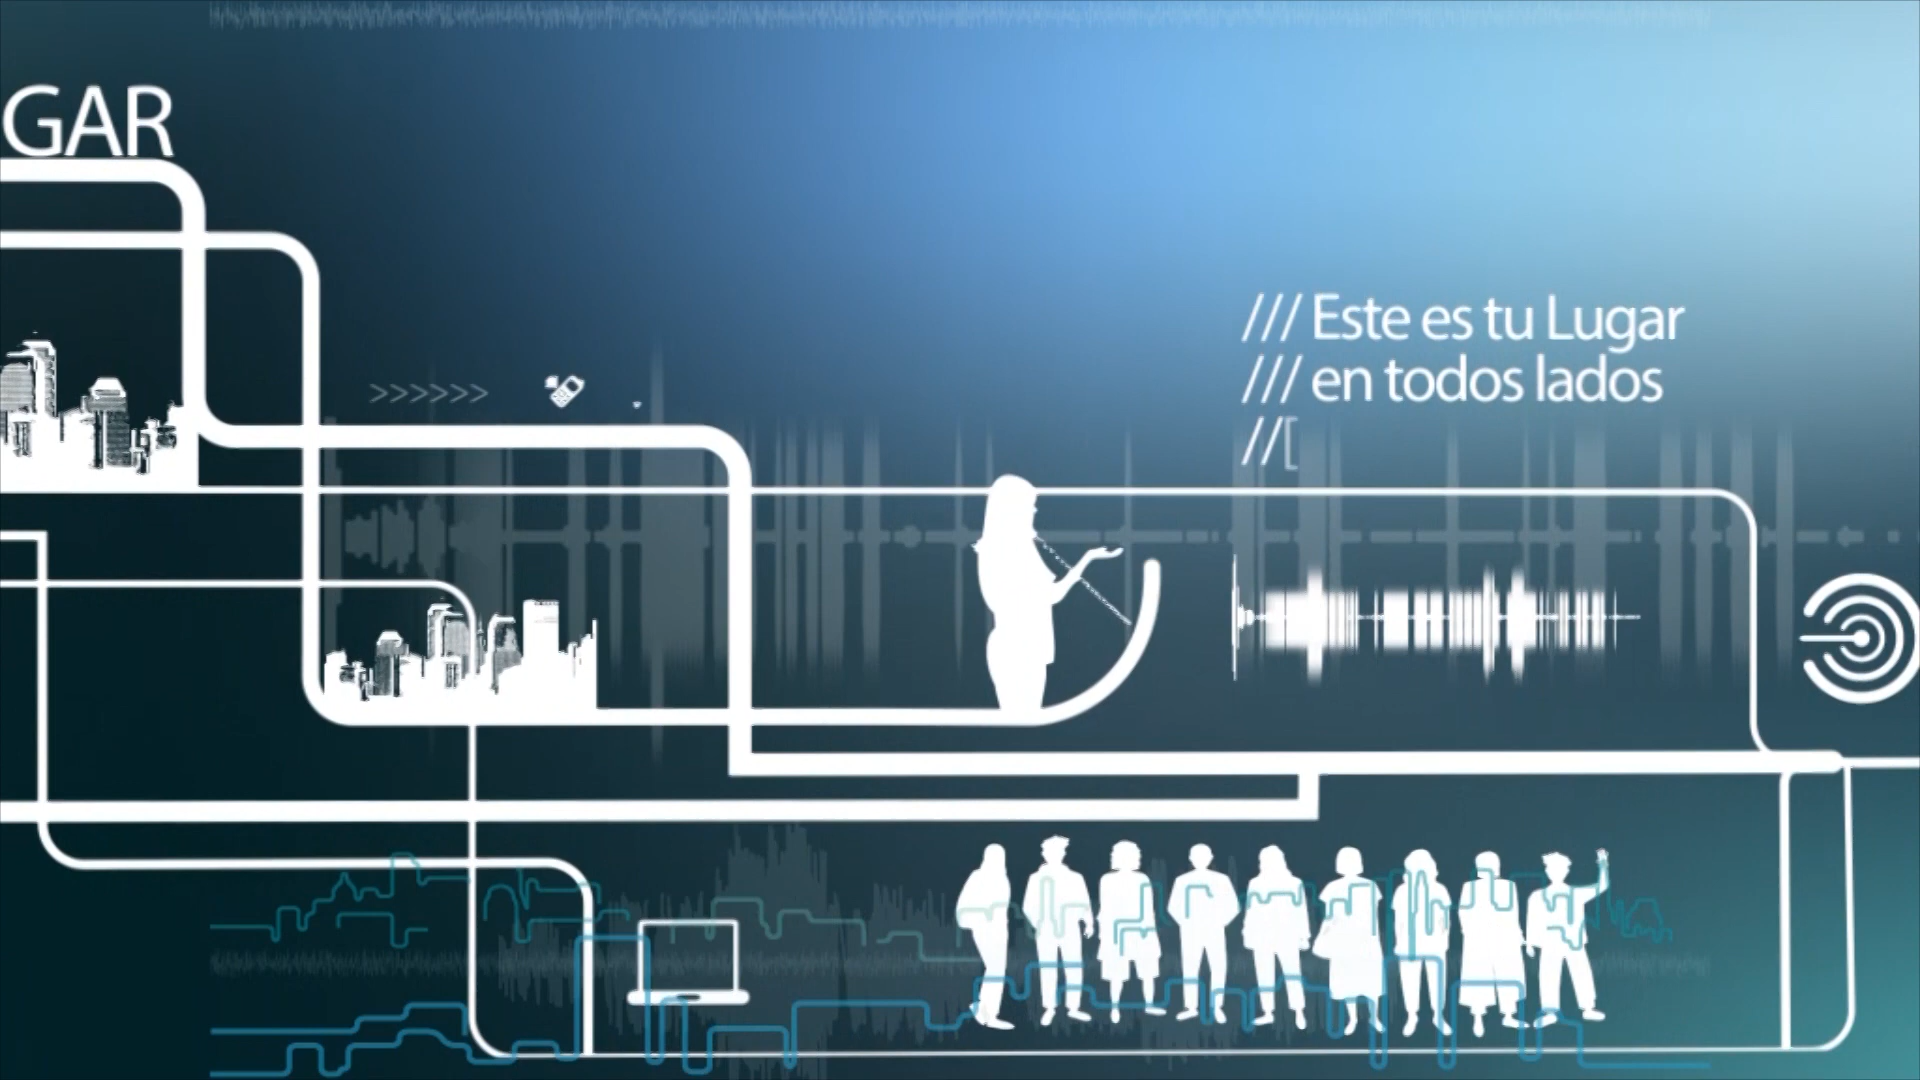 GAR
>>>>>>
/// Este es tu Lugar
/// en todos lados
//[